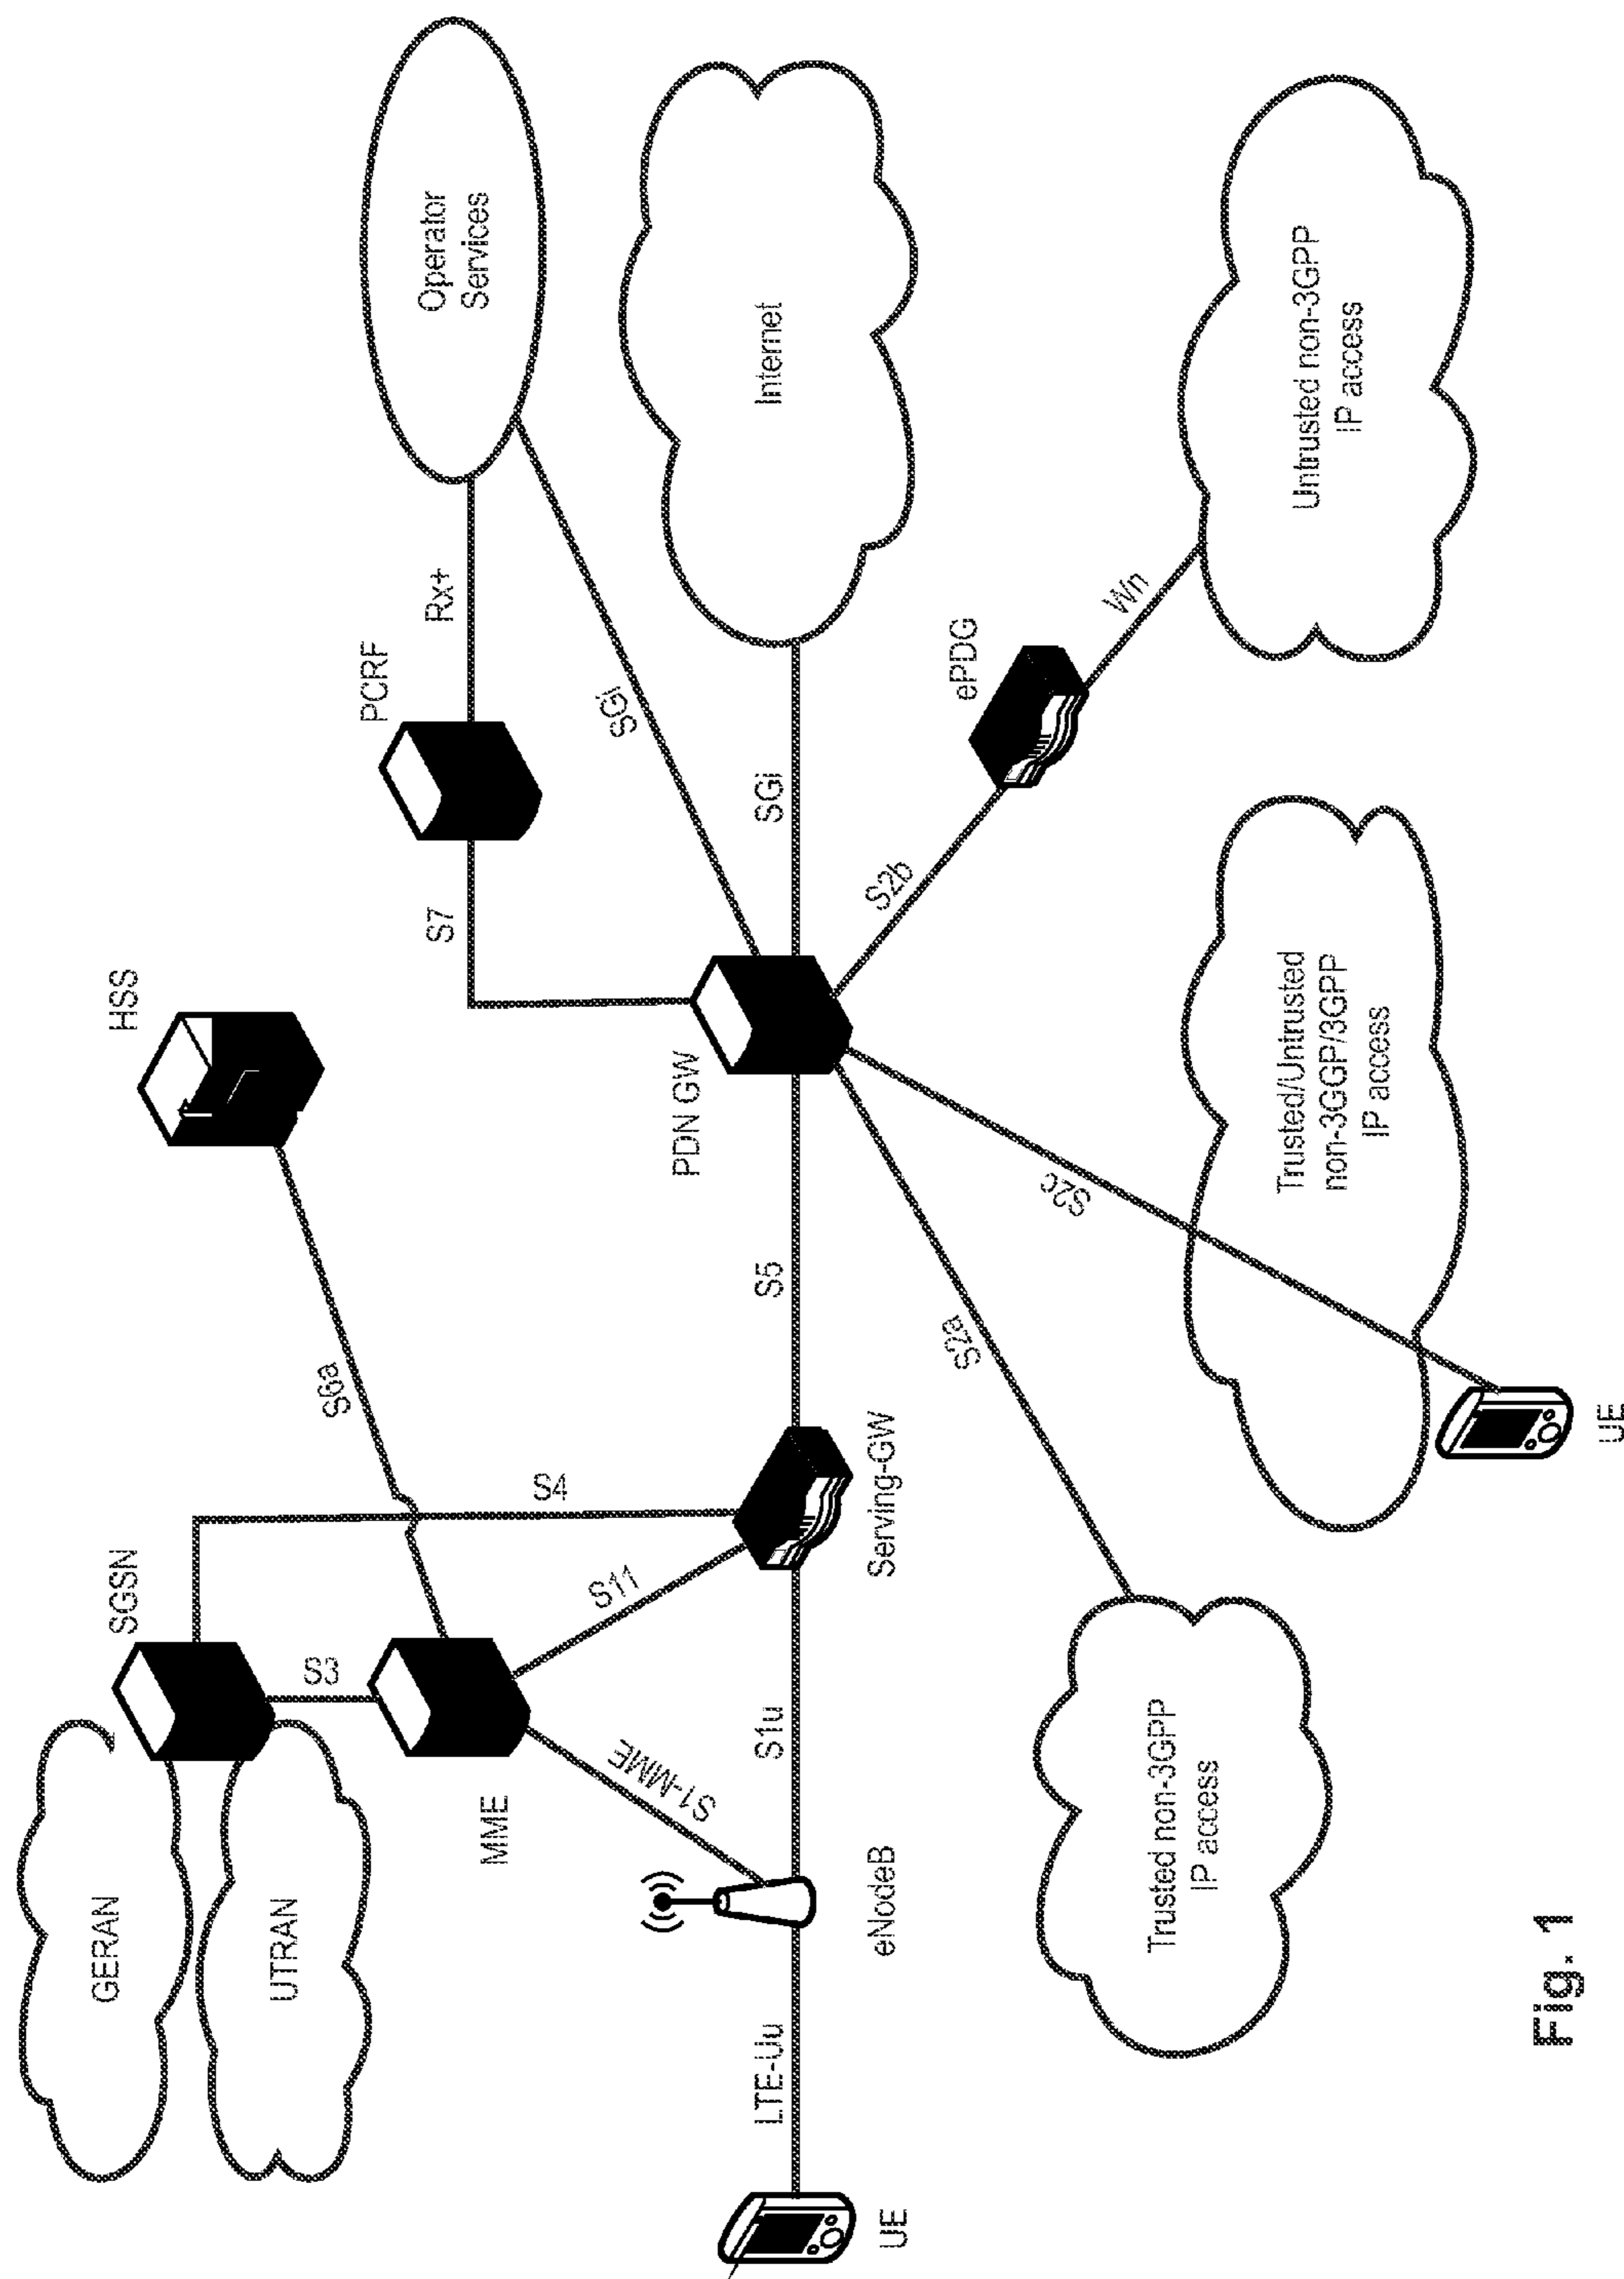 GERAN
UTRAN
SGSN
HSS
S3
S4
S6a
MME
S11
S1-MME
S7
PCRF
Rx+
Operator
Services
PDN GW
SGi
SGi
Internet
UE
LTE-Uu
eNodeB
S1u
Serving-GW
S5
S2a
S2c
S2b
ePDG
Wn
Trusted non-3GPP
IP access
Trusted/Untrusted
non-3GGP/3GPP
IP access
Untrusted non-3GPP
IP access
UE
Fig. 1